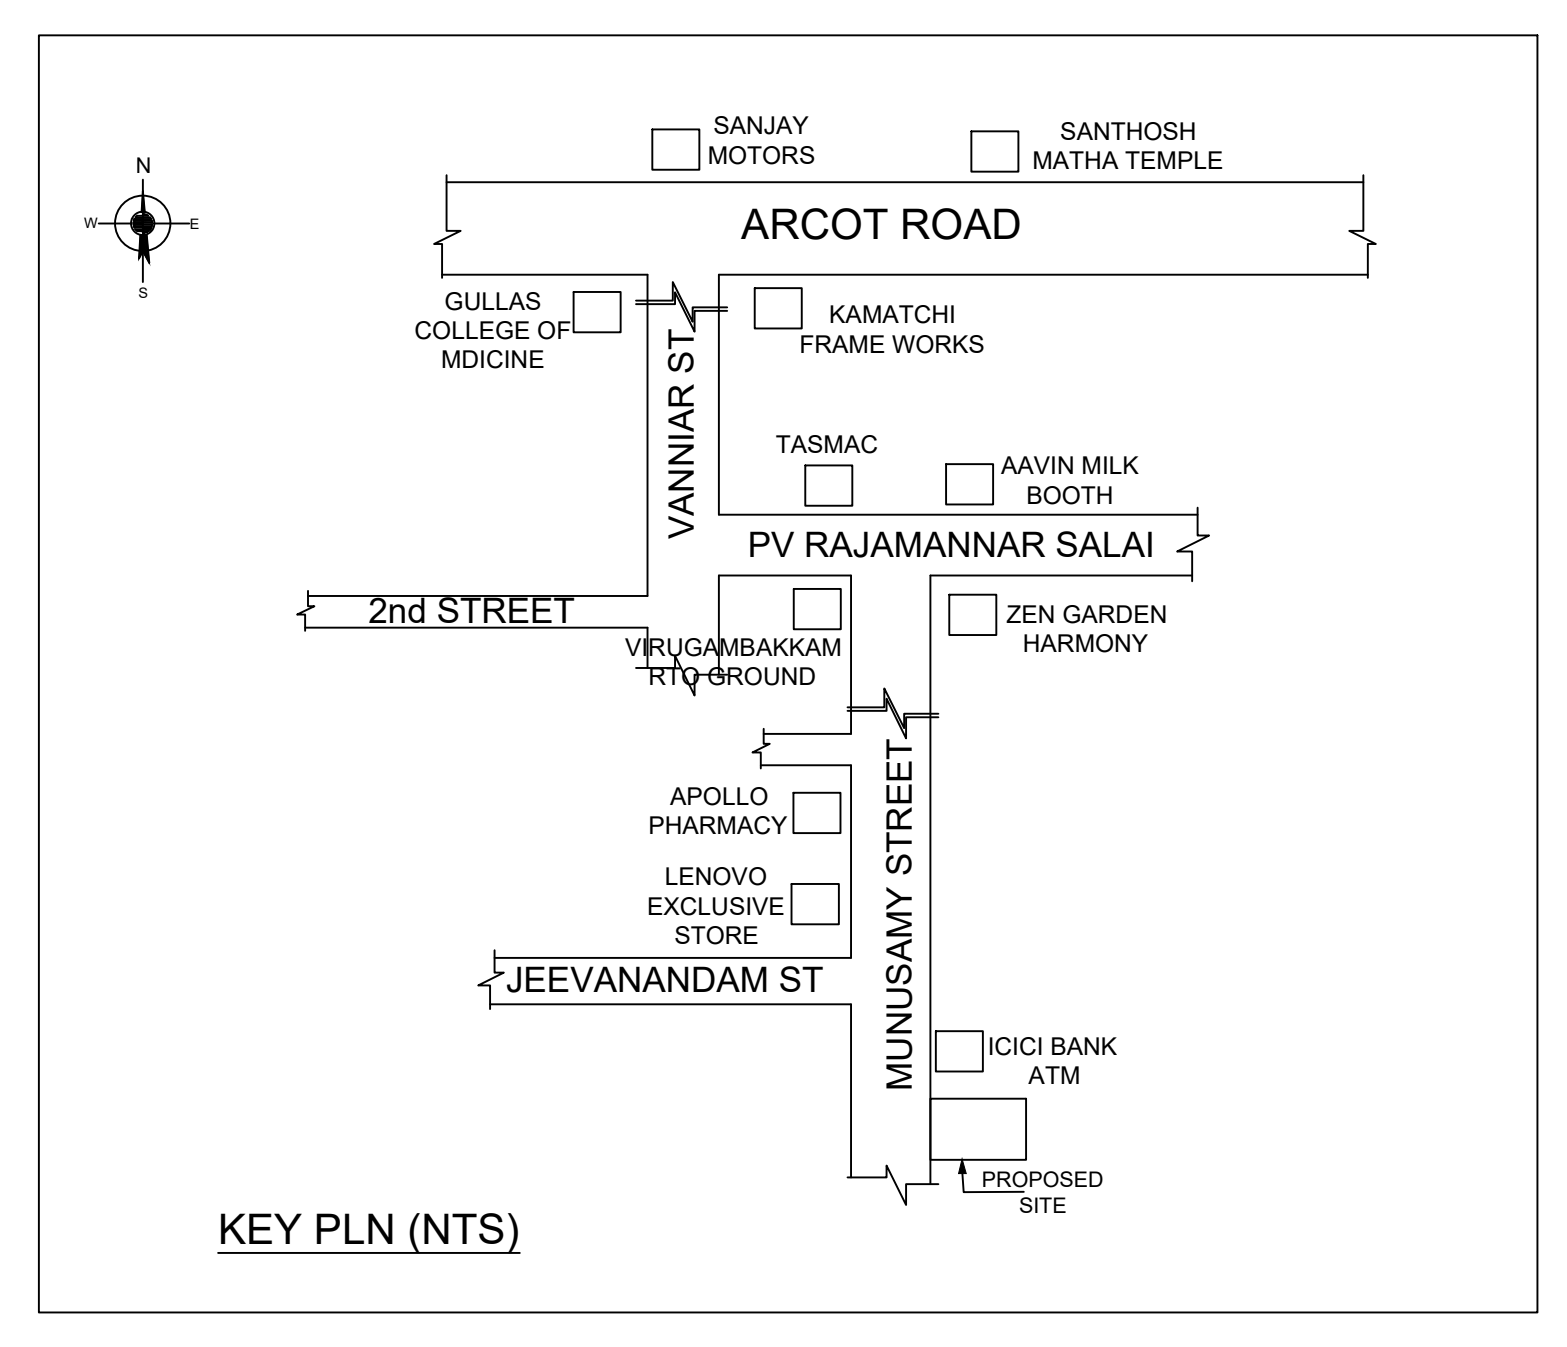 SANJAY
MOTORS
SANTHOSH
MATHA TEMPLE
N
W
E
S
ARCOT ROAD
GULLAS
COLLEGE OF
MDICINE
KAMATCHI
FRAME WORKS
VANNIAR ST
TASMAC
AAVIN MILK
BOOTH
PV RAJAMANNAR SALAI
2nd STREET
VIRUGAMBAKKAM
RTO GROUND
ZEN GARDEN
HARMONY
APOLLO
PHARMACY
MUNUSAMY STREET
LENOVO
EXCLUSIVE
STORE
JEEVANANDAM ST
ICICI BANK
ATM
PROPOSED
SITE
KEY PLN (NTS)